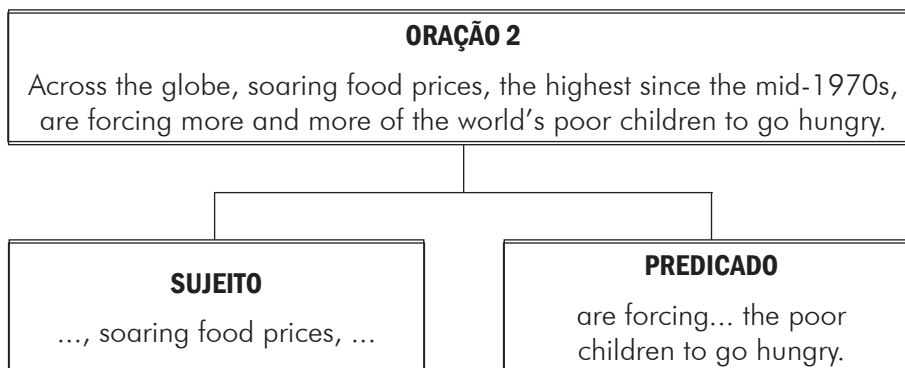 ORAÇÃO 2
Across the globe, soaring food prices, the highest since the mid-1970s,
are forcing more and more of the world’s poor children to go hungry.
SUJEITO
..., soaring food prices, ...
PREDICADO
are forcing... the poor
children to go hungry.